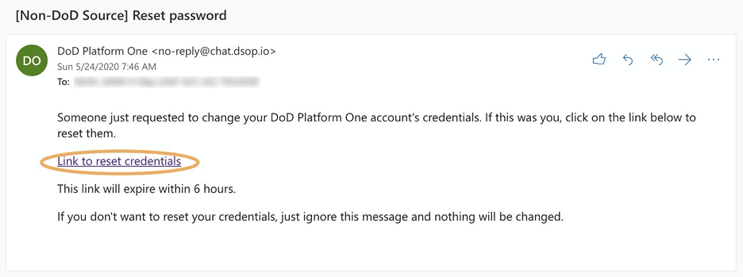 [Non-DoD Source] Reset password
DO
DoD Platform One <no-reply@chat.dsop.io>
Sun 5/24/2020 7:46 AM
To:
Someone just requested to change your DoD Platform One account's credentials. If this was you, click on the link below to
reset them.
Link to reset credentials
This link will expire within 6 hours.
If you don't want to reset your credentials, just ignore this message and nothing will be changed.